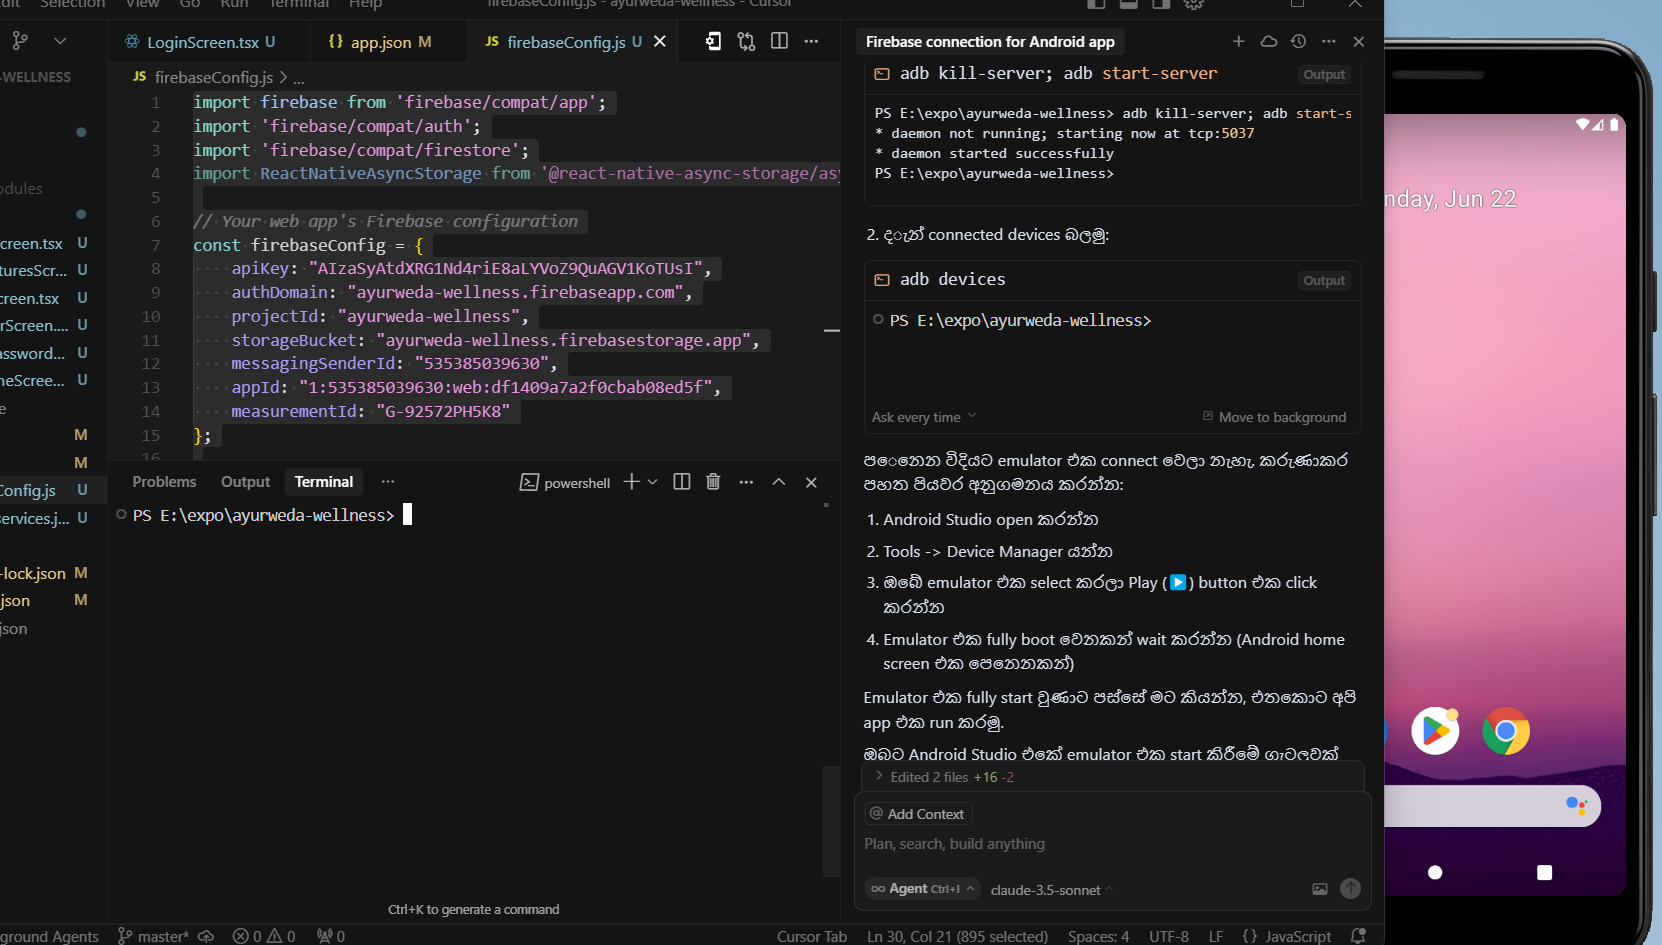 Selection View Go Run Terminal Help
firebaseConfig.js - ayurweda-wellness - Cursor
-WELLNESS
odules
creen.tsx U
turesScr... U
creen.tsx U
rScreen.... U
assword... U
neScree... U
e
M
M
Config.js U
services.j... U
-lock.json M
json M
json
LoginScreen.tsx U
{} app.json M
JS firebaseConfig.js U
JS firebaseConfig.js > ...
1 import firebase from 'firebase/compat/app';
2 import 'firebase/compat/auth';
3 import 'firebase/compat/firestore';
4 import ReactNativeAsyncStorage from '@react-native-async-storage/asy
5
6 // Your web app's Firebase configuration
7 const firebaseConfig = {
8 apiKey: "AIzaSyAtdXRG1Nd4riE8aLYVoZ9QuAGV1KoTUsI",
9 authDomain: "ayurweda-wellness.firebaseapp.com",
10 projectId: "ayurweda-wellness",
11 storageBucket: "ayurweda-wellness.firebasestorage.app",
12 messagingSenderId: "535385039630",
13 appId: "1:535385039630:web:df1409a7a2f0cbab08ed5f",
14 measurementId: "G-92572PH5K8"
15 };
16
Problems Output Terminal ... powershell
PS E:\expo\ayurweda-wellness>
Ctrl+K to generate a command
Firebase connection for Android app
adb kill-server; adb start-server Output
PS E:\expo\ayurweda-wellness> adb kill-server; adb start-s
* daemon not running; starting now at tcp:5037
* daemon started successfully
PS E:\expo\ayurweda-wellness>
2. දැන් connected devices බලමු:
adb devices Output
PS E:\expo\ayurweda-wellness>
Ask every time Move to background
පෙනෙන විදියට emulator එක connect වෙලා නැහැ. කරුණාකර
පහත පියවර අනුගමනය කරන්න:
1. Android Studio open කරන්න
2. Tools -> Device Manager යන්න
3. ඔබේ emulator එක select කරලා Play (▶️) button එක click
කරන්න
4. Emulator එක fully boot වෙනකන් wait කරන්න (Android home
screen එක පෙනෙනකන්)
Emulator එක fully start වුණාට පස්සේ මට කියන්න, එතකොට අපි
app එක run කරමු.
ඔබට Android Studio එකේ emulator එක start කිරීමේ ගැටලුවක්
> Edited 2 files +16 -2
@ Add Context
Plan, search, build anything
∞ Agent Ctrl+I claude-3.5-sonnet
nday, Jun 22
ground Agents master* 0 0 0 Cursor Tab Ln 30, Col 21 (895 selected) Spaces: 4 UTF-8 LF {} JavaScript